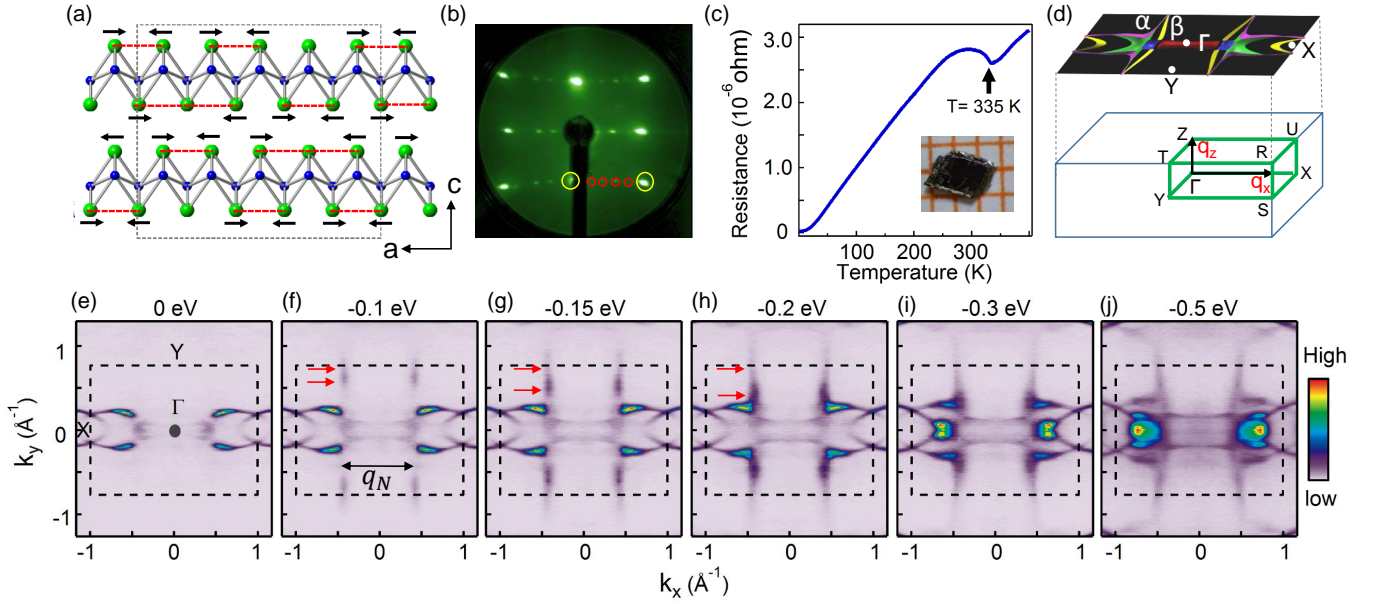 (a)
c
a
(b)
(c)
Resistance (10⁻⁶ ohm)
3.0
2.0
1.0
0
T= 335 K
100
200
300
Temperature (K)
(d)
α
β
Γ
X
Y
Z
U
q_z
T
R
Γ
q_x
X
Y
S
(e)
0 eV
(f)
-0.1 eV
(g)
-0.15 eV
(h)
-0.2 eV
(i)
-0.3 eV
(j)
-0.5 eV
k_y (Å⁻¹)
1
0
-1
Y
Γ
X
q_N
High
low
-1
0
1
-1
0
1
-1
0
1
-1
0
1
-1
0
1
-1
0
1
k_x (Å⁻¹)